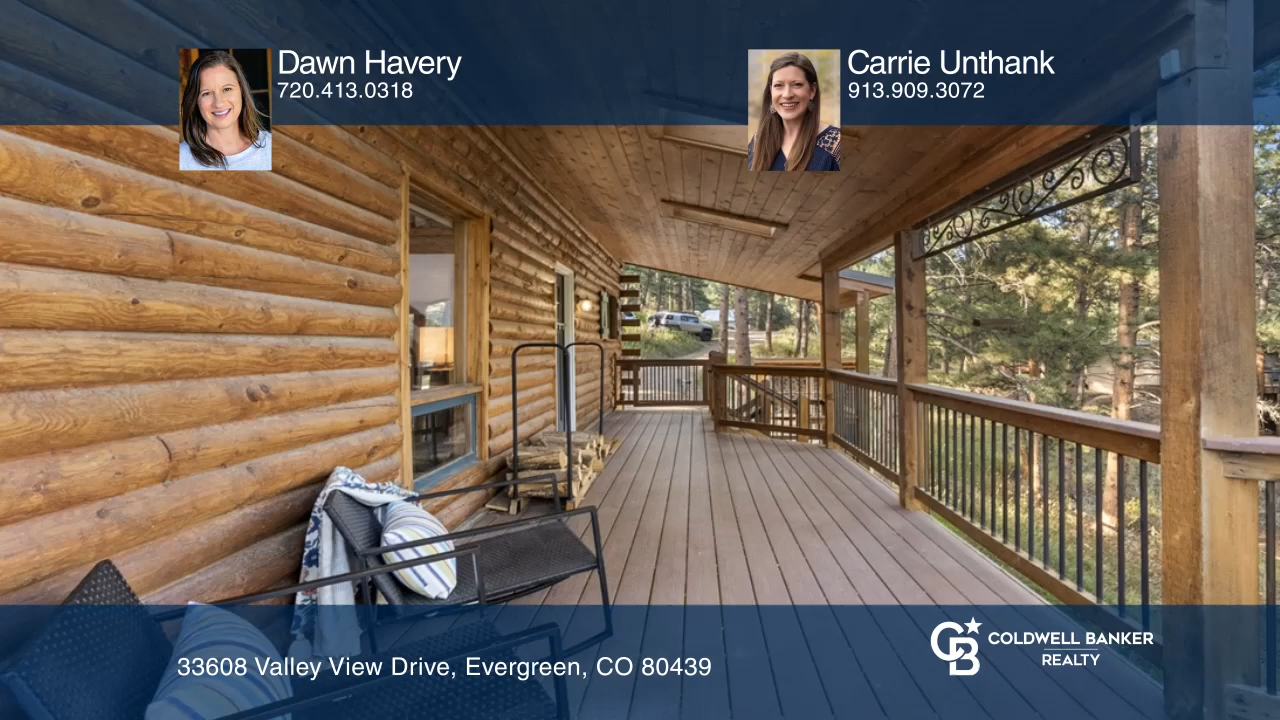 Dawn Havery
720.413.0318
Carrie Unthank
913.909.3072
33608 Valley View Drive, Evergreen, CO 80439
CB
COLDWELL BANKER
REALTY